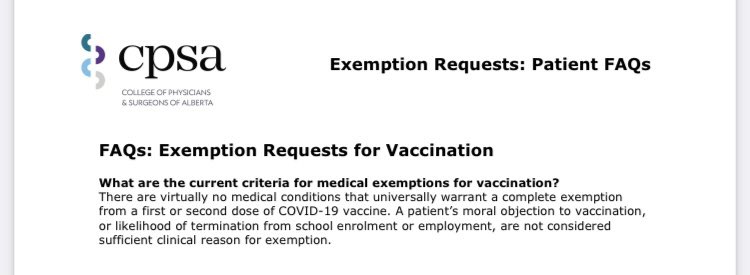 cpsa
Exemption Requests: Patient FAQs
COLLEGE OF PHYSICIANS
& SURGEONS OF ALBERTA
FAQs: Exemption Requests for Vaccination
What are the current criteria for medical exemptions for vaccination?
There are virtually no medical conditions that universally warrant a complete exemption
from a first or second dose of COVID-19 vaccine. A patient’s moral objection to vaccination,
or likelihood of termination from school enrolment or employment, are not considered
sufficient clinical reason for exemption.